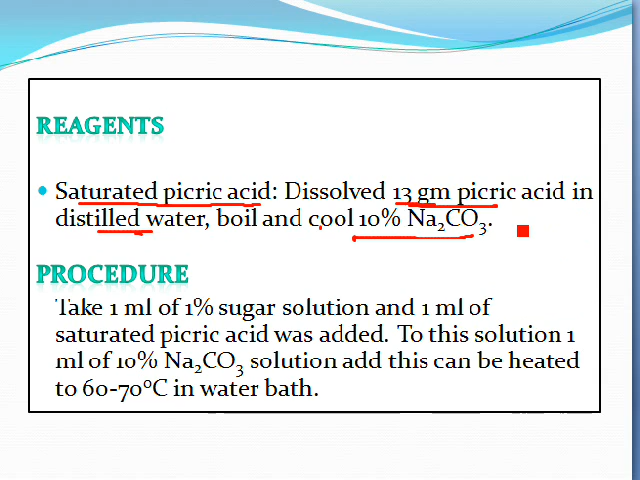 REAGENTS
• Saturated picric acid: Dissolved 13 gm picric acid in
distilled water, boil and cool 10% Na₂CO₃.
PROCEDURE
Take 1 ml of 1% sugar solution and 1 ml of
saturated picric acid was added. To this solution 1
ml of 10% Na₂CO₃ solution add this can be heated
to 60-70⁰C in water bath.